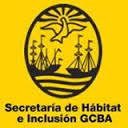 Secretaría de Hábitat
e Inclusión GCBA